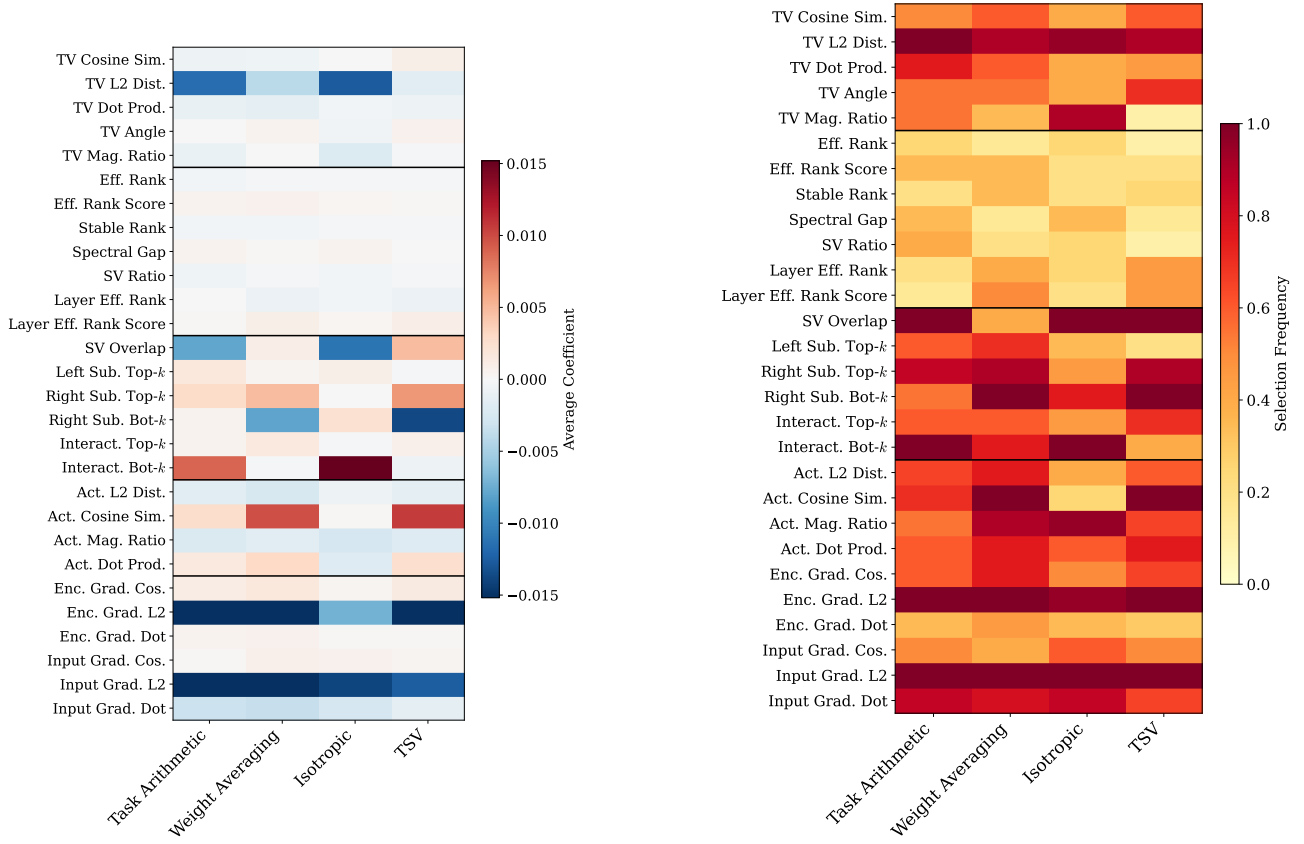 TV Cosine Sim.
TV L2 Dist.
TV Dot Prod.
TV Angle
TV Mag. Ratio
Eff. Rank
Eff. Rank Score
Stable Rank
Spectral Gap
SV Ratio
Layer Eff. Rank
Layer Eff. Rank Score
SV Overlap
Left Sub. Top-k
Right Sub. Top-k
Right Sub. Bot-k
Interact. Top-k
Interact. Bot-k
Act. L2 Dist.
Act. Cosine Sim.
Act. Mag. Ratio
Act. Dot Prod.
Enc. Grad. Cos.
Enc. Grad. L2
Enc. Grad. Dot
Input Grad. Cos.
Input Grad. L2
Input Grad. Dot
Task Arithmetic
Weight Averaging
Isotropic
TSV
0.015
0.010
0.005
0.000
−0.005
−0.010
−0.015
Average Coefficient
TV Cosine Sim.
TV L2 Dist.
TV Dot Prod.
TV Angle
TV Mag. Ratio
Eff. Rank
Eff. Rank Score
Stable Rank
Spectral Gap
SV Ratio
Layer Eff. Rank
Layer Eff. Rank Score
SV Overlap
Left Sub. Top-k
Right Sub. Top-k
Right Sub. Bot-k
Interact. Top-k
Interact. Bot-k
Act. L2 Dist.
Act. Cosine Sim.
Act. Mag. Ratio
Act. Dot Prod.
Enc. Grad. Cos.
Enc. Grad. L2
Enc. Grad. Dot
Input Grad. Cos.
Input Grad. L2
Input Grad. Dot
Task Arithmetic
Weight Averaging
Isotropic
TSV
1.0
0.8
0.6
0.4
0.2
0.0
Selection Frequency